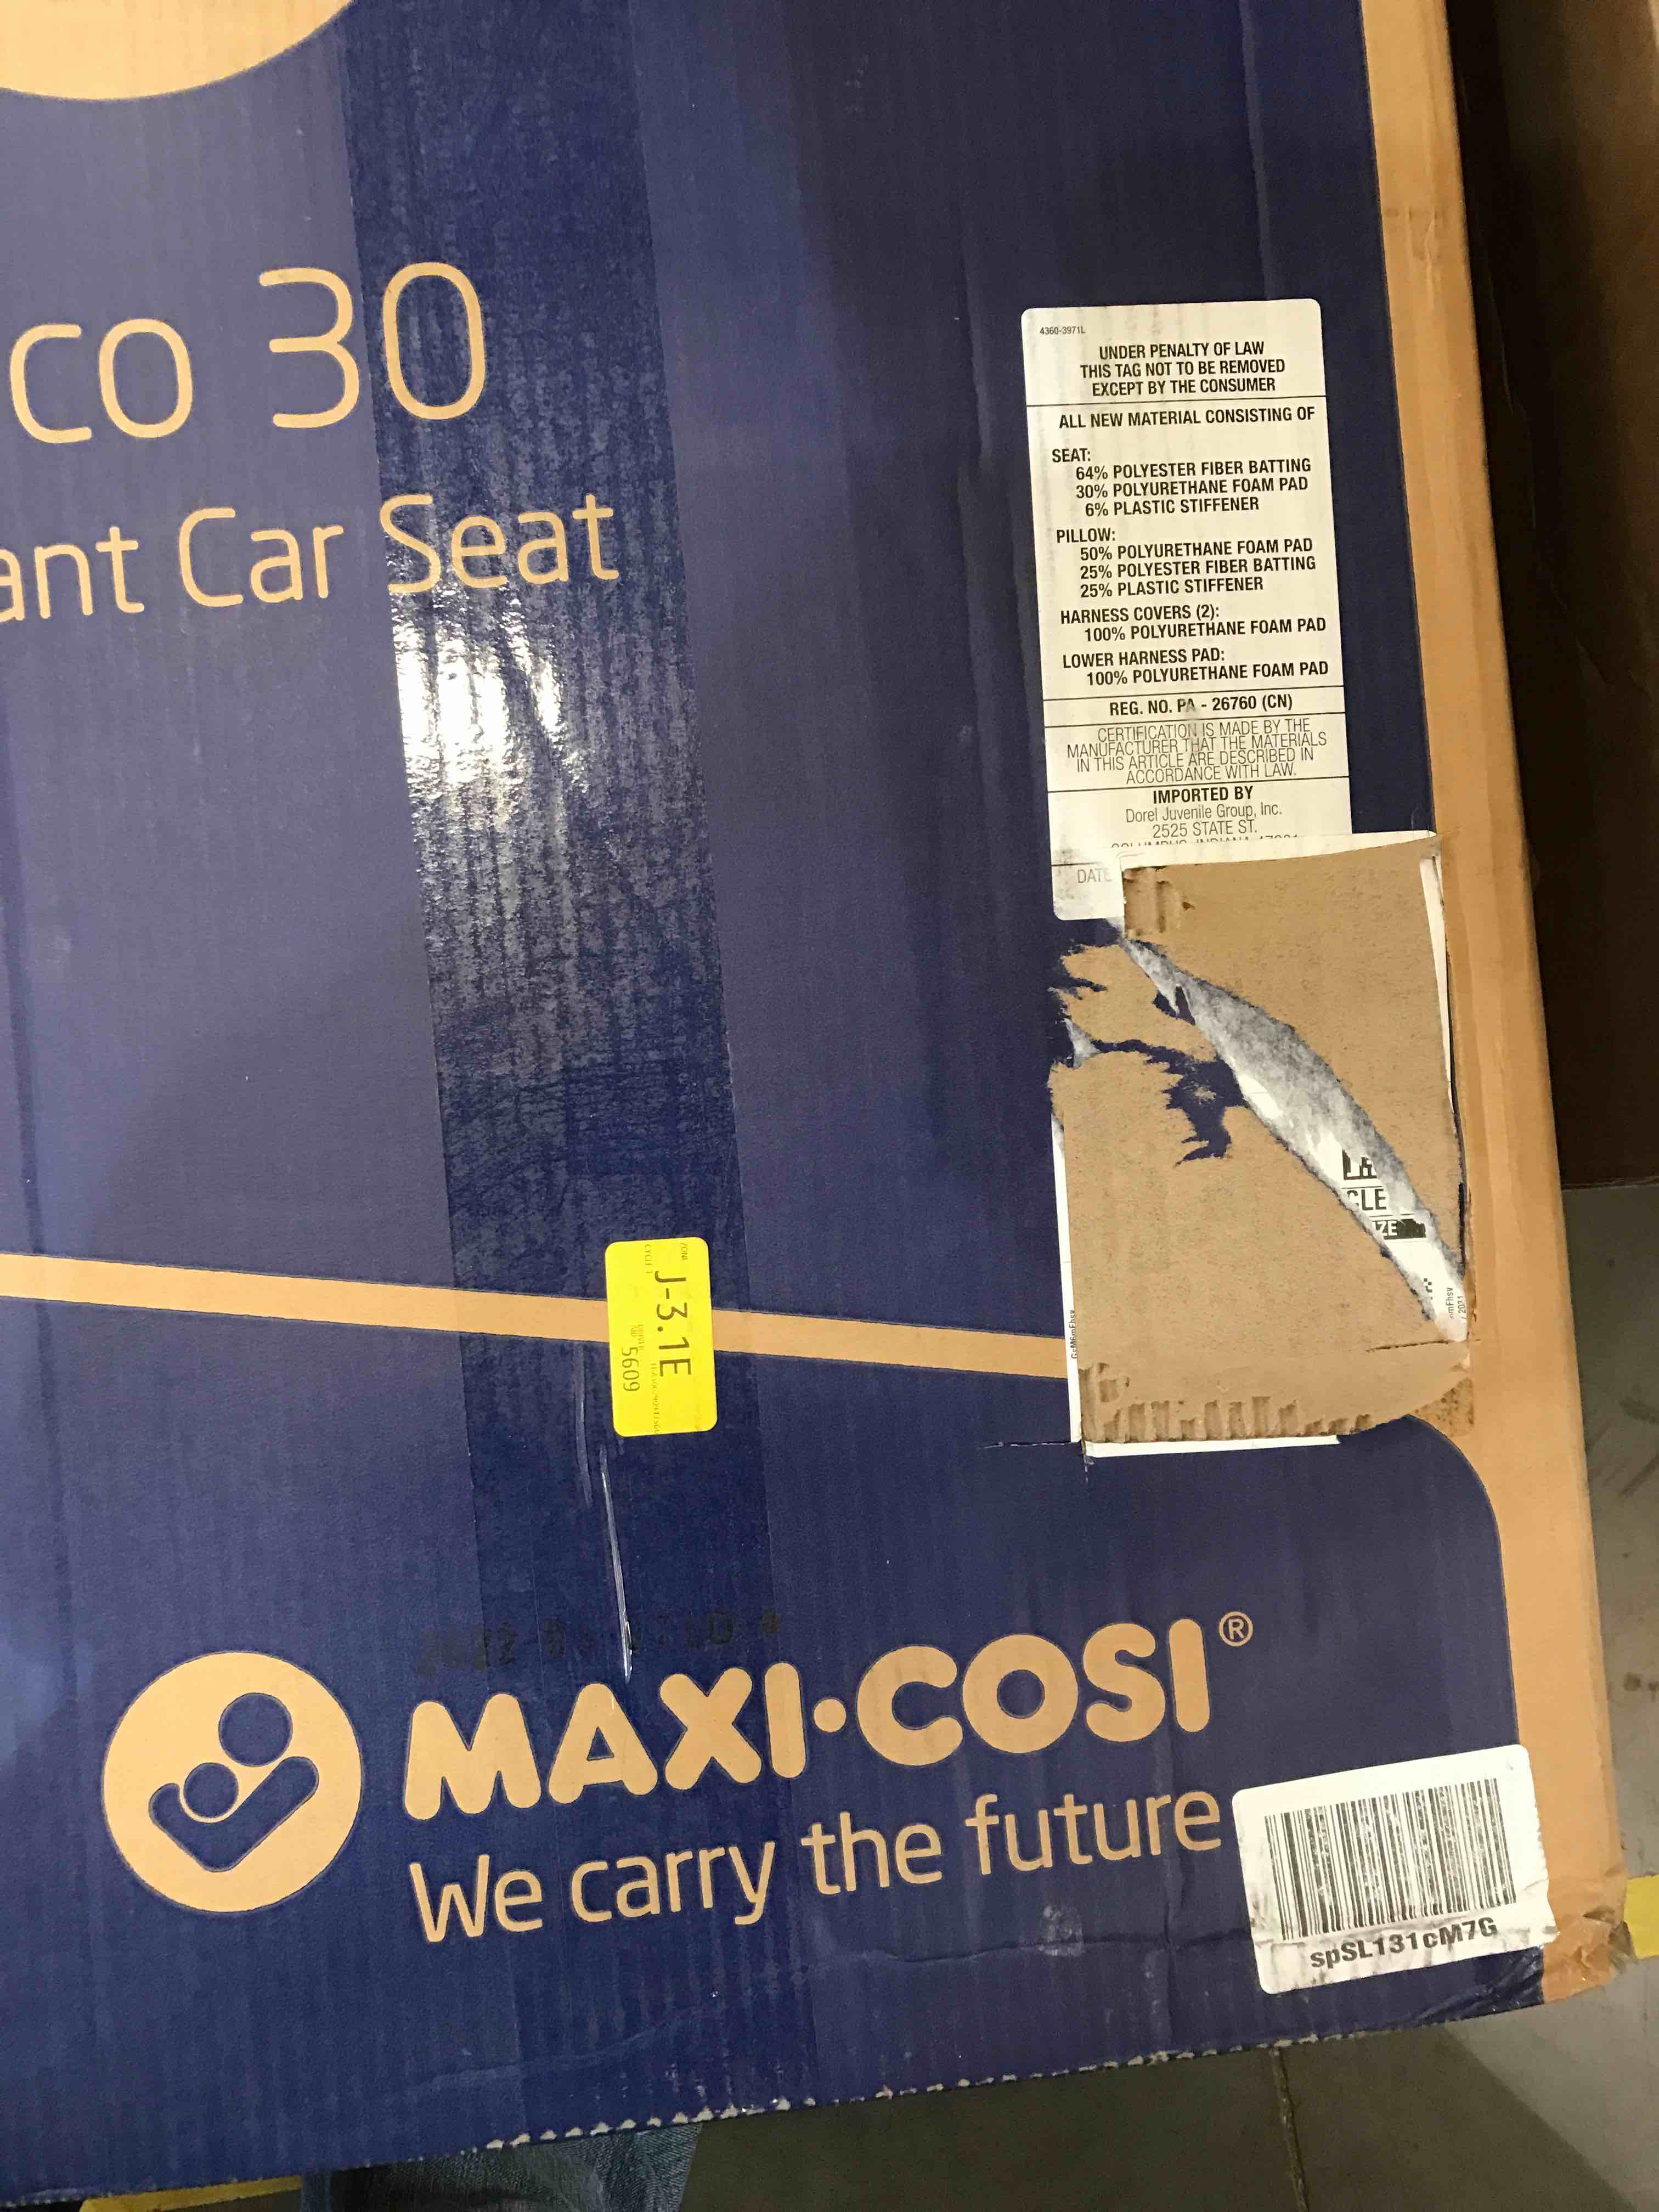 co 30
ant Car Seat
4360-3971L
UNDER PENALTY OF LAW
THIS TAG NOT TO BE REMOVED
EXCEPT BY THE CONSUMER
ALL NEW MATERIAL CONSISTING OF
SEAT:
64% POLYESTER FIBER BATTING
30% POLYURETHANE FOAM PAD
6% PLASTIC STIFFENER
PILLOW:
50% POLYURETHANE FOAM PAD
25% POLYESTER FIBER BATTING
25% PLASTIC STIFFENER
HARNESS COVERS (2):
100% POLYURETHANE FOAM PAD
LOWER HARNESS PAD:
100% POLYURETHANE FOAM PAD
REG. NO. PA - 26760 (CN)
CERTIFICATION IS MADE BY THE
MANUFACTURER THAT THE MATERIALS
IN THIS ARTICLE ARE DESCRIBED IN
ACCORDANCE WITH LAW.
IMPORTED BY
Dorel Juvenile Group, Inc.
2525 STATE ST.
DATE
CLE
ZE
J-3.1E
5609
MAXI·COSI®
We carry the future
spSL131cM7G